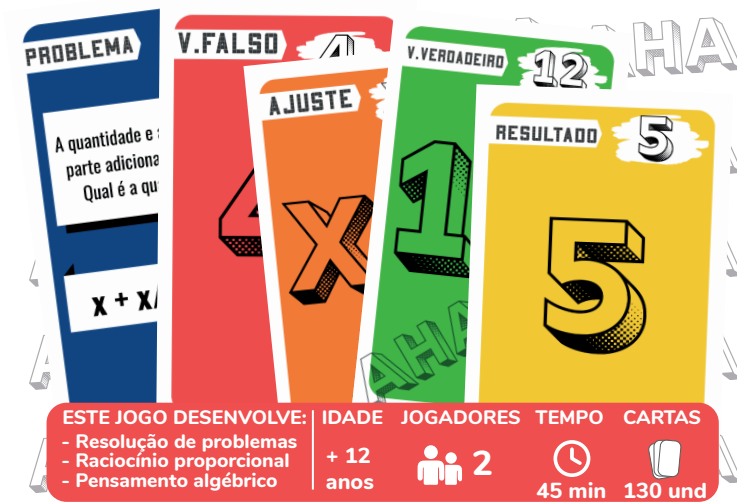 PROBLEMA
A quantidade e
parte adiciona
Qual é a qu
x + x/
V.FALSO
4
4
AJUSTE
X
V.VERDADEIRO
12
1
AHA
RESULTADO
5
5
AHA
ESTE JOGO DESENVOLVE:
- Resolução de problemas
- Raciocínio proporcional
- Pensamento algébrico
IDADE
+ 12
anos
JOGADORES
2
TEMPO
45 min
CARTAS
130 und